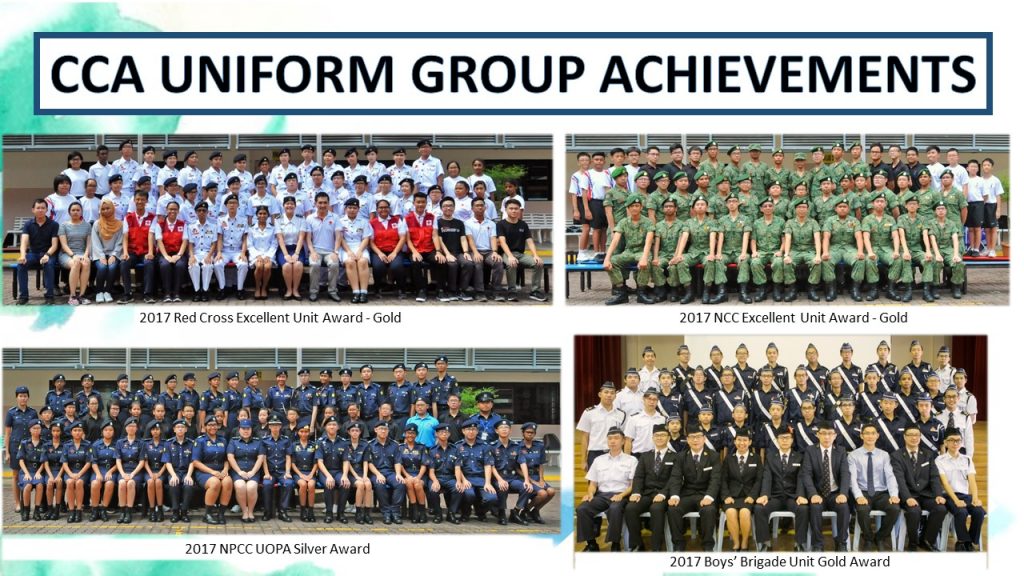 CCA UNIFORM GROUP ACHIEVEMENTS
2017 Red Cross Excellent Unit Award - Gold
2017 NCC Excellent Unit Award - Gold
2017 NPCC UOPA Silver Award
2017 Boys’ Brigade Unit Gold Award